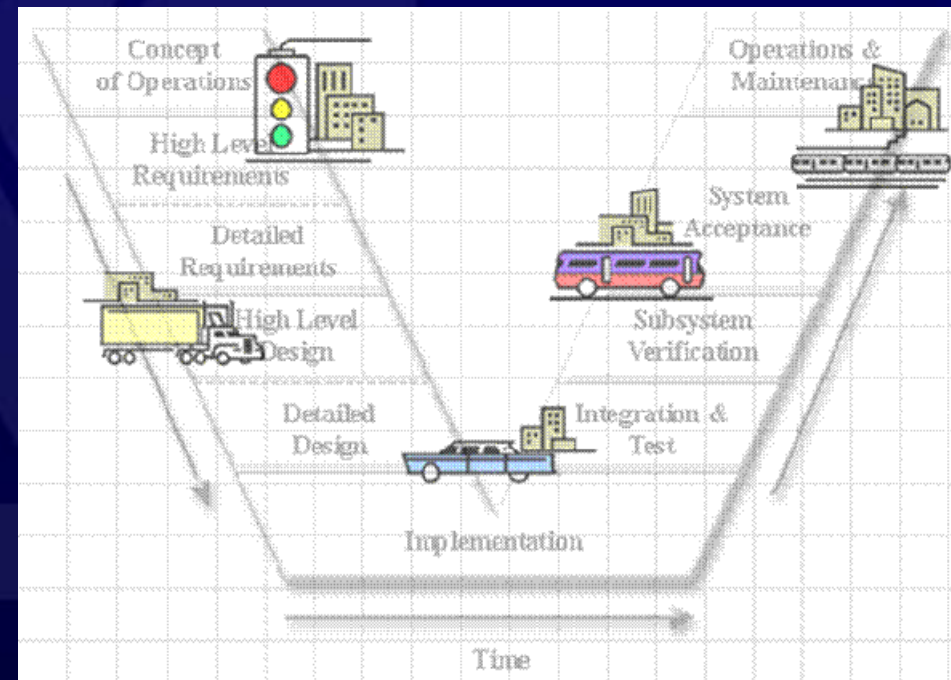 Concept
of Operations
High Level
Requirements
Detailed
Requirements
High Level
Design
Detailed
Design
Implementation
Integration &
Test
Subsystem
Verification
System
Acceptance
Operations &
Maintenance
Time